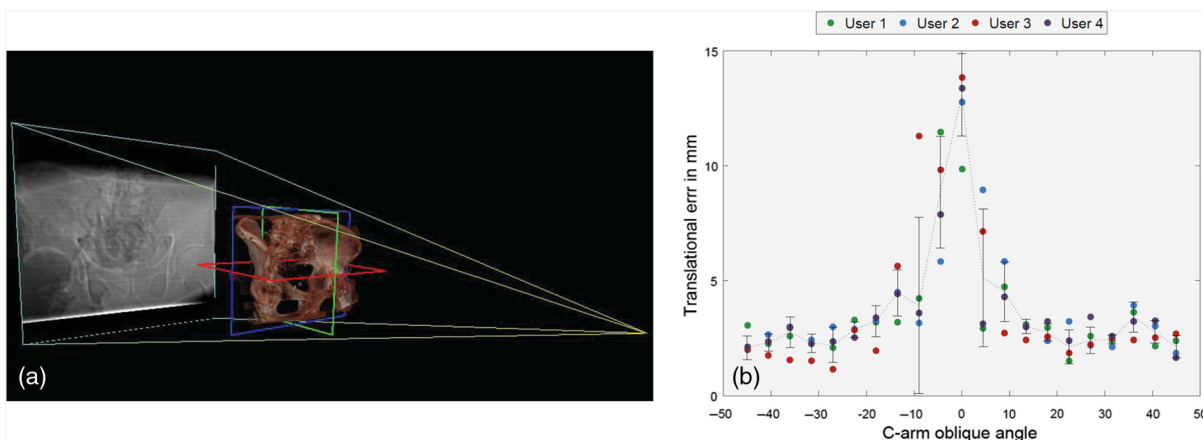 User 1 User 2 User 3 User 4
(a)
Translational errr in mm
15
10
5
0
(b)
–50 –40 –30 -20 -10 0 10 20 30 40 50
C-arm oblique angle